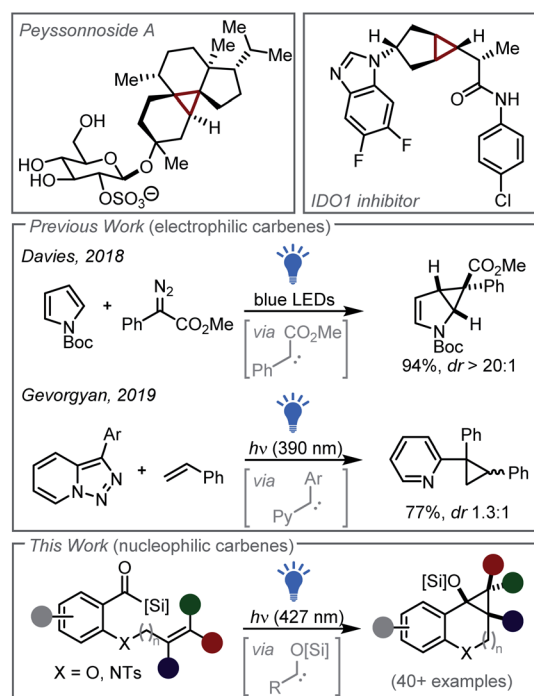 Peyssonnoside A
Me
Me
H
OH
HO
HO
O
O
Me
OSO₃⊖
H
H
Me
N
N
O
NH
F
F
Cl
IDO1 inhibitor
Previous Work (electrophilic carbenes)
Davies, 2018
N
Boc
+
N₂
Ph
CO₂Me
blue LEDs
via
CO₂Me
Ph
:
H
CO₂Me
Ph
N
H
Boc
94%, dr > 20:1
Gevorgyan, 2019
Ar
N
N
N
+
Ph
hν (390 nm)
via
Ar
Py
:
Ph
N
Ph
77%, dr 1.3:1
This Work (nucleophilic carbenes)
O
[Si]
X
( )n
X = O, NTs
hν (427 nm)
via
O[Si]
R
:
[Si]O
X
( )n
(40+ examples)